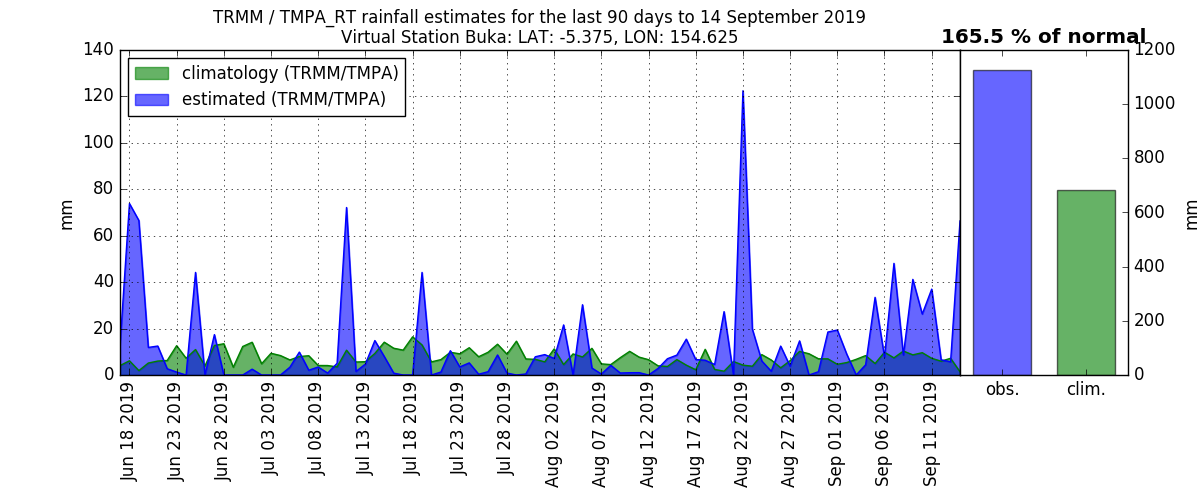 TRMM / TMPA_RT rainfall estimates for the last 90 days to 14 September 2019
Virtual Station Buka: LAT: -5.375, LON: 154.625
165.5 % of normal
climatology (TRMM/TMPA)
estimated (TRMM/TMPA)
140
120
100
80
60
40
20
0
mm
Jun 18 2019
Jun 23 2019
Jun 28 2019
Jul 03 2019
Jul 08 2019
Jul 13 2019
Jul 18 2019
Jul 23 2019
Jul 28 2019
Aug 02 2019
Aug 07 2019
Aug 12 2019
Aug 17 2019
Aug 22 2019
Aug 27 2019
Sep 01 2019
Sep 06 2019
Sep 11 2019
obs.
clim.
1200
1000
800
600
400
200
0
mm